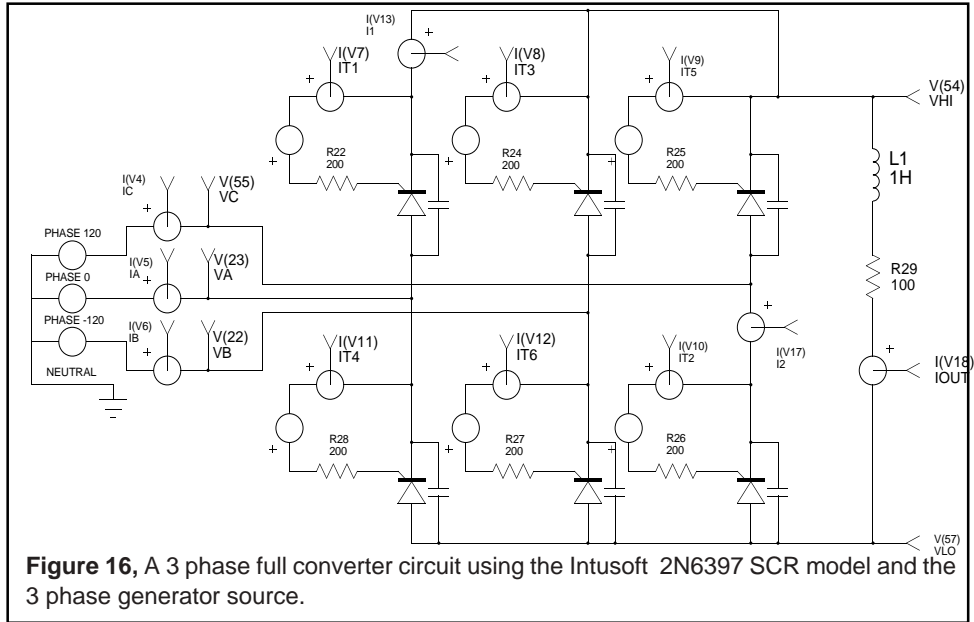 I(V13)
I1
+
I(V7)
IT1
+
I(V8)
IT3
+
I(V9)
IT5
+
V(54)
VHI
+
R22
200
+
R24
200
+
R25
200
L1
1H
I(V4)
IC
V(55)
VC
+
PHASE 120
I(V5)
IA
V(23)
VA
+
PHASE 0
R29
100
PHASE -120
I(V6)
IB
V(22)
VB
+
NEUTRAL
I(V11)
IT4
+
I(V12)
IT6
+
I(V10)
IT2
+
+
I(V17)
I2
+
I(V18)
IOUT
+
R28
200
+
R27
200
+
R26
200
V(57)
VLO
Figure 16, A 3 phase full converter circuit using the Intusoft 2N6397 SCR model and the
3 phase generator source.